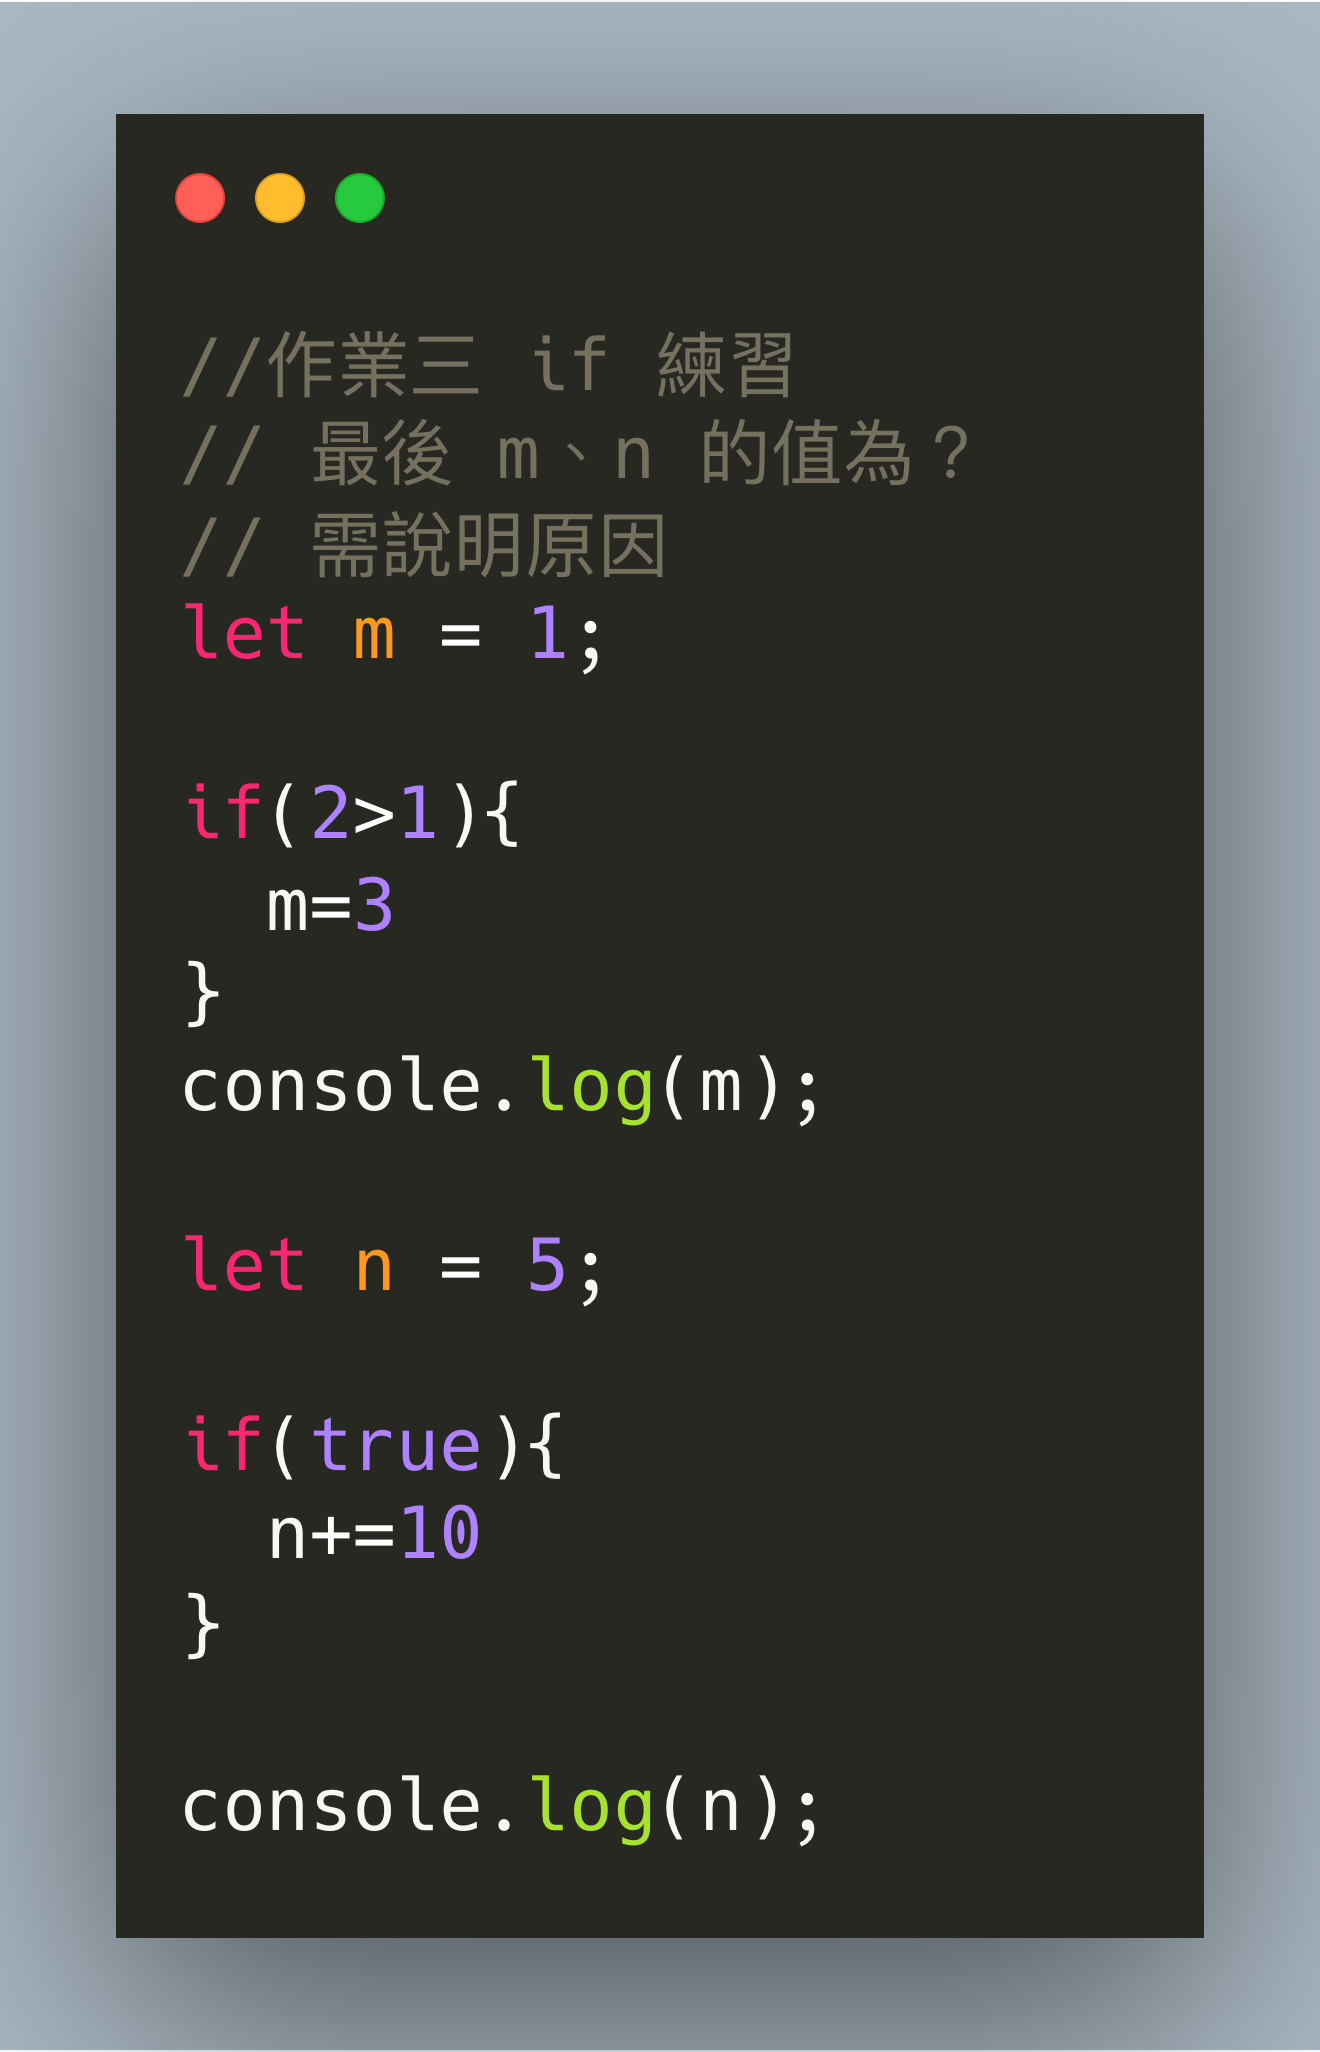 //作業三 if 練習
// 最後 m、n 的值為？
// 需說明原因
let m = 1;
if(2>1){
  m=3
}
console.log(m);
let n = 5;
if(true){
  n+=10
}
console.log(n);